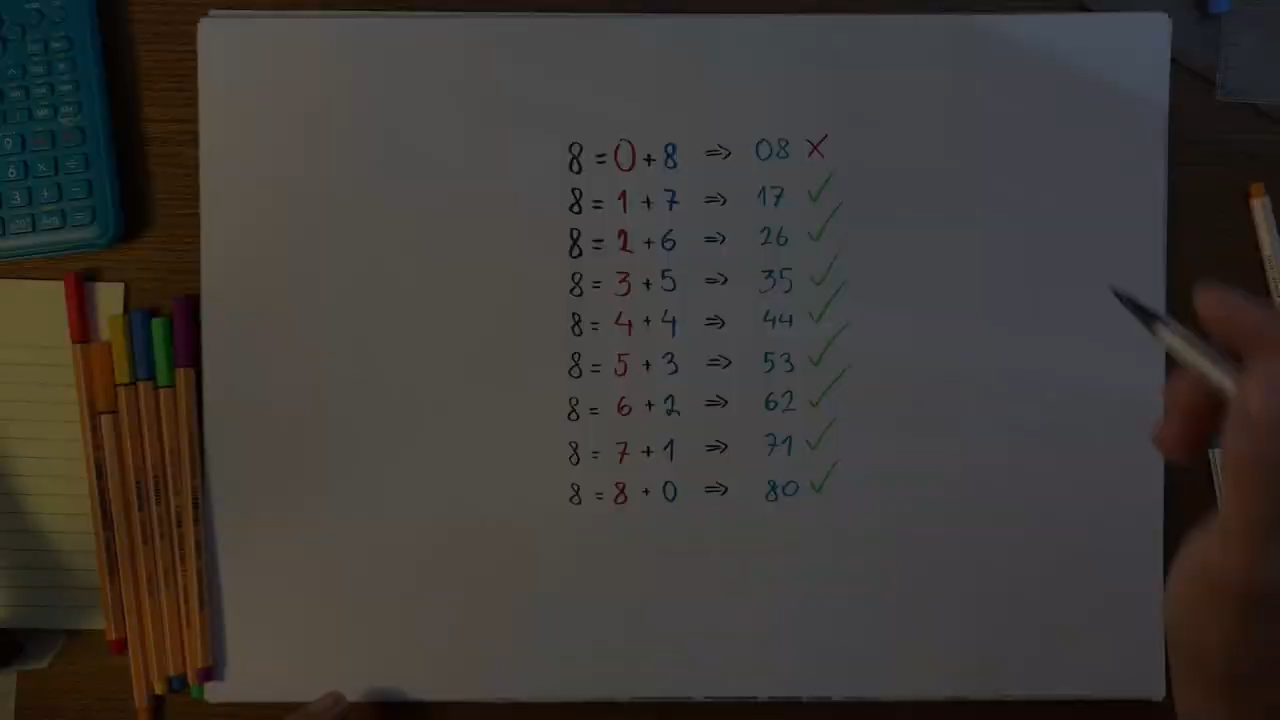 8 = 0 + 8 ⇒ 08 ✗
8 = 1 + 7 ⇒ 17 ✓
8 = 2 + 6 ⇒ 26 ✓
8 = 3 + 5 ⇒ 35 ✓
8 = 4 + 4 ⇒ 44 ✓
8 = 5 + 3 ⇒ 53 ✓
8 = 6 + 2 ⇒ 62 ✓
8 = 7 + 1 ⇒ 71 ✓
8 = 8 + 0 ⇒ 80 ✓